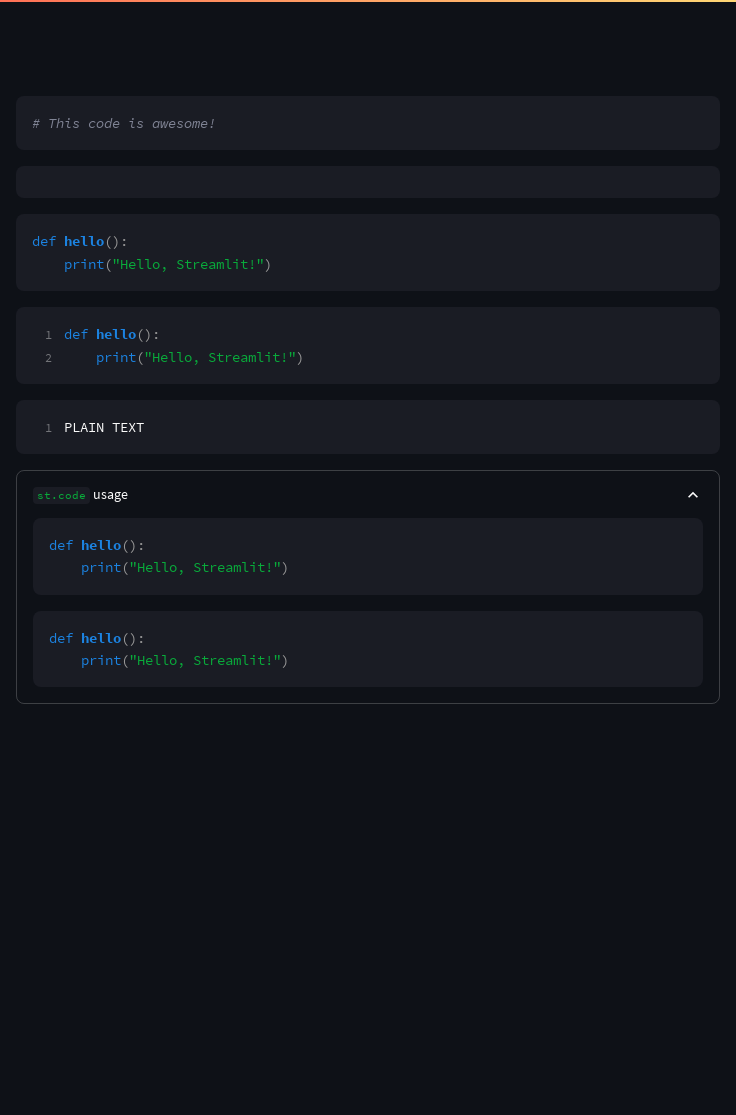 # This code is awesome!
def hello():
    print("Hello, Streamlit!")
1 def hello():
2     print("Hello, Streamlit!")
1 PLAIN TEXT
st.code usage
def hello():
    print("Hello, Streamlit!")
def hello():
    print("Hello, Streamlit!")